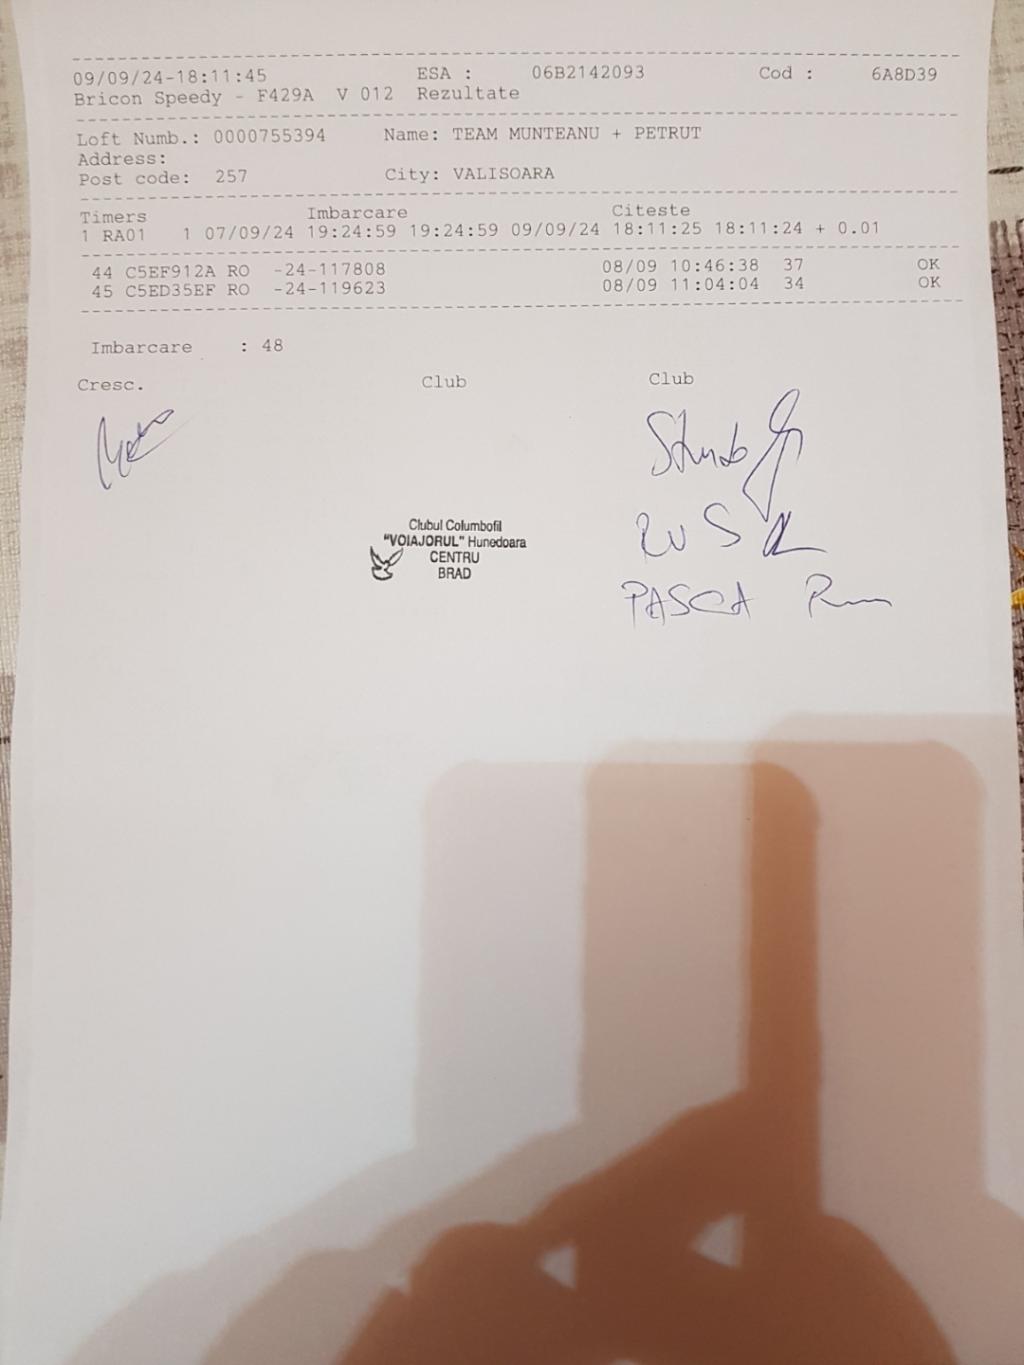 09/09/24-18:11:45 ESA : 06B2142093 Cod : 6A8D39
Bricon Speedy - F429A V 012 Rezultate
Loft Numb.: 0000755394 Name: TEAM MUNTEANU + PETRUT
Address:
Post code: 257 City: VALISOARA
Timers Imbarcare Citeste
1 RA01 1 07/09/24 19:24:59 19:24:59 09/09/24 18:11:25 18:11:24 + 0.01
44 C5EF912A RO -24-117808 08/09 10:46:38 37 OK
45 C5ED35EF RO -24-119623 08/09 11:04:04 34 OK
Imbarcare : 48
Cresc. Club Club
Clubul Columbofil
"VOIAJORUL" Hunedoara
CENTRU
BRAD
RUS
PASCA